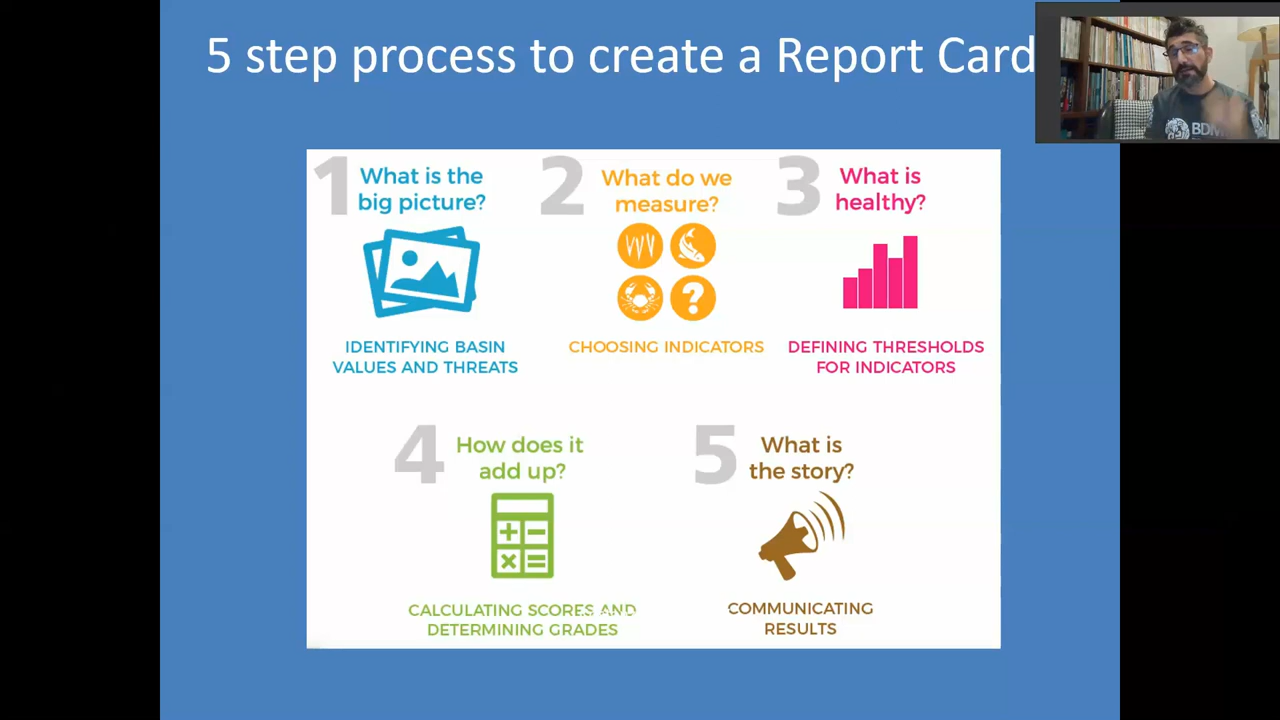 5 step process to create a Report Card
1
What is the
big picture?
IDENTIFYING BASIN
VALUES AND THREATS
2
What do we
measure?
?
CHOOSING INDICATORS
3
What is
healthy?
DEFINING THRESHOLDS
FOR INDICATORS
4
How does it
add up?
+ −
× =
CALCULATING SCORES AND
DETERMINING GRADES
5
What is
the story?
COMMUNICATING
RESULTS